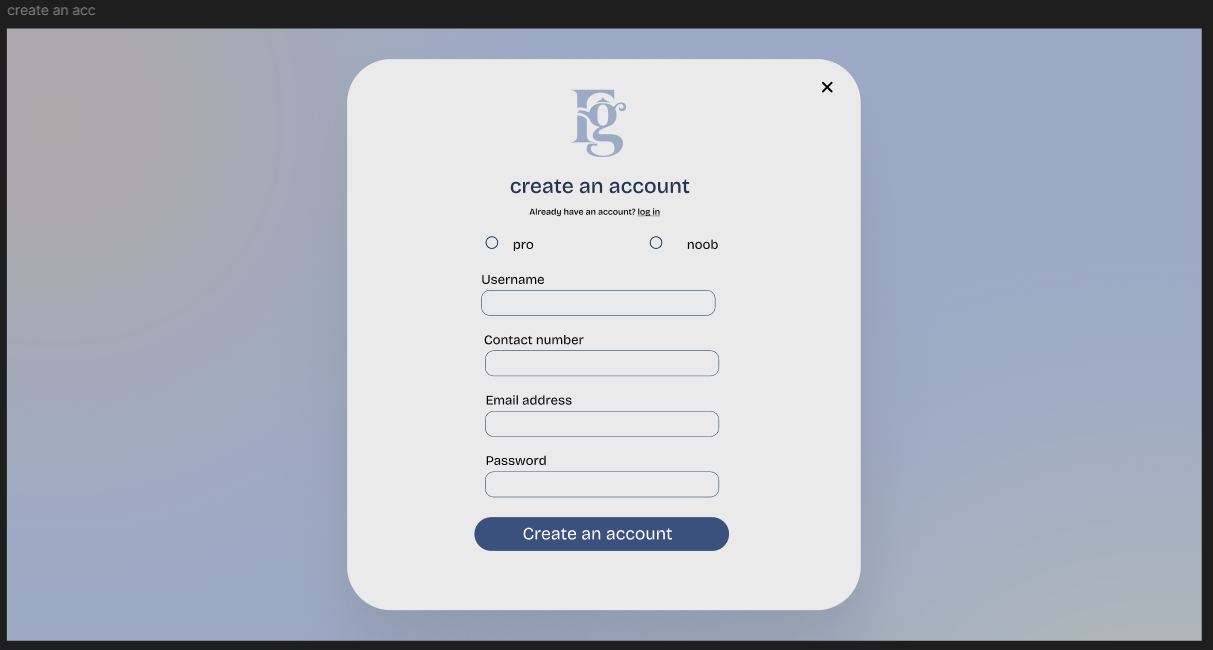 create an acc
Fg
create an account
Already have an account? log in
pro noob
Username
Contact number
Email address
Password
Create an account